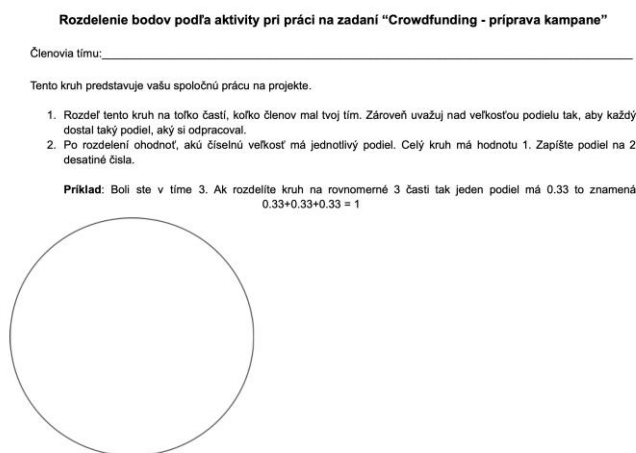 Rozdelenie bodov podľa aktivity pri práci na zadaní “Crowdfunding - príprava kampane”
Členovia tímu:
Tento kruh predstavuje vašu spoločnú prácu na projekte.
1. Rozdeľ tento kruh na toľko častí, koľko členov mal tvoj tím. Zároveň uvažuj nad veľkosťou podielu tak, aby každý
dostal taký podiel, aký si odpracoval.
2. Po rozdelení ohodnoť, akú číselnú veľkosť má jednotlivý podiel. Celý kruh má hodnotu 1. Zapíšte podiel na 2
desatiné čisla.
Príklad: Boli ste v tíme 3. Ak rozdelíte kruh na rovnomerné 3 časti tak jeden podiel má 0.33 to znamená
0.33+0.33+0.33 = 1